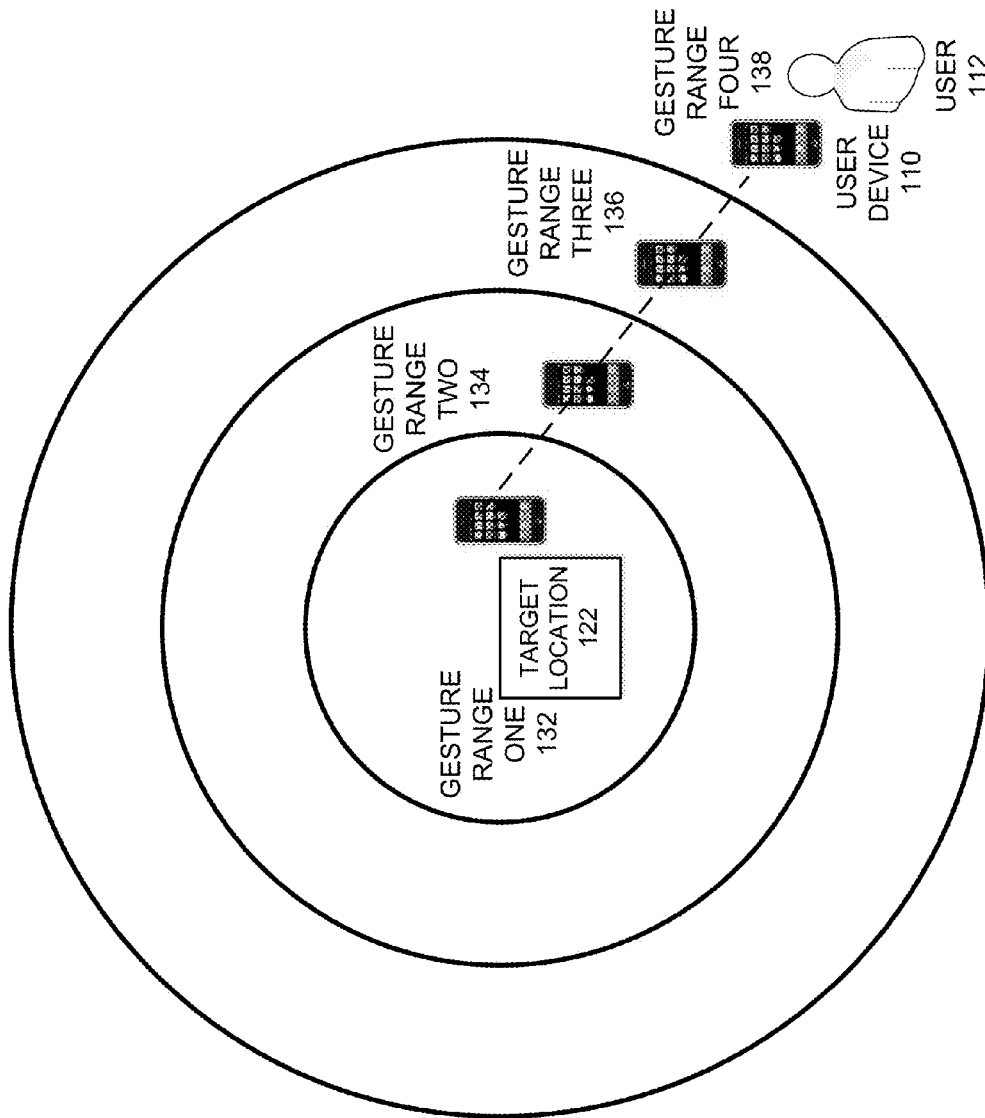 GESTURE
RANGE
ONE
132
TARGET
LOCATION
122
GESTURE
RANGE
TWO
134
GESTURE
RANGE
THREE
136
GESTURE
RANGE
FOUR
138
USER
DEVICE
110
USER
112